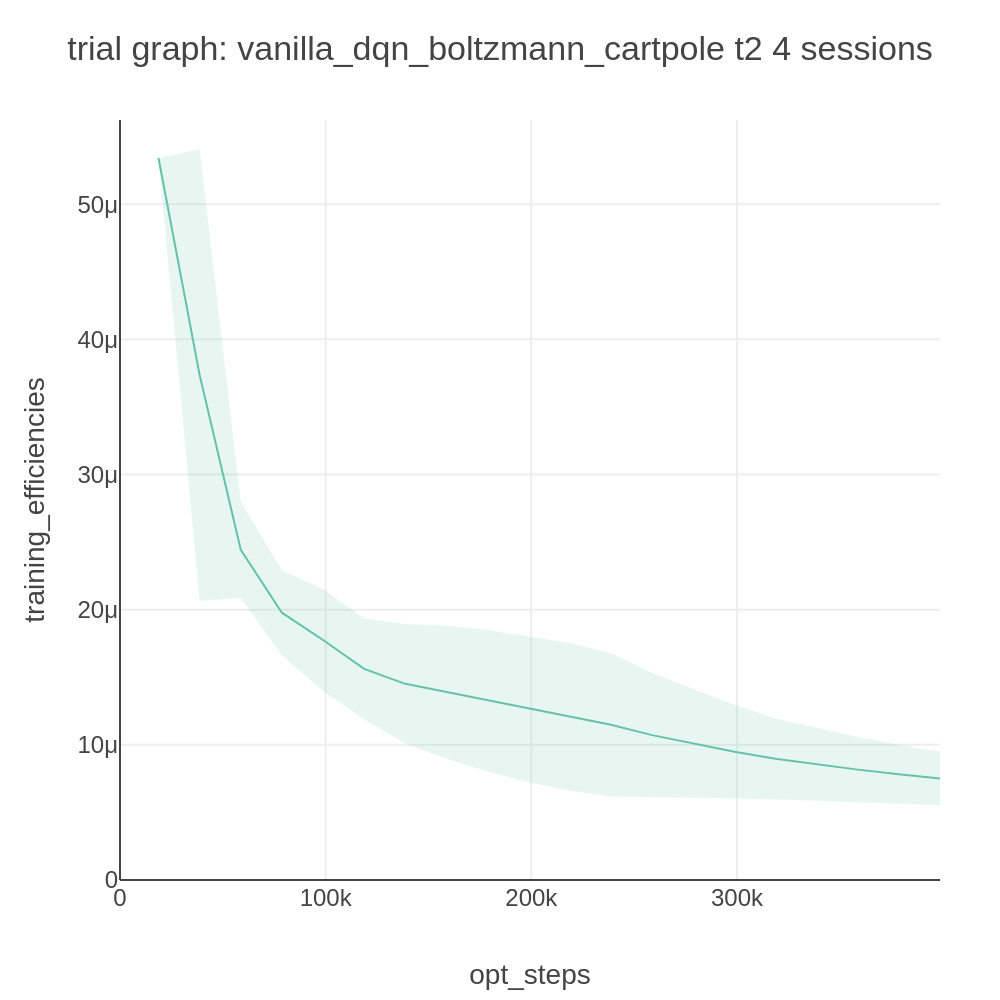 trial graph: vanilla_dqn_boltzmann_cartpole t2 4 sessions
training_efficiencies
50μ
40μ
30μ
20μ
10μ
0
0 100k 200k 300k
opt_steps